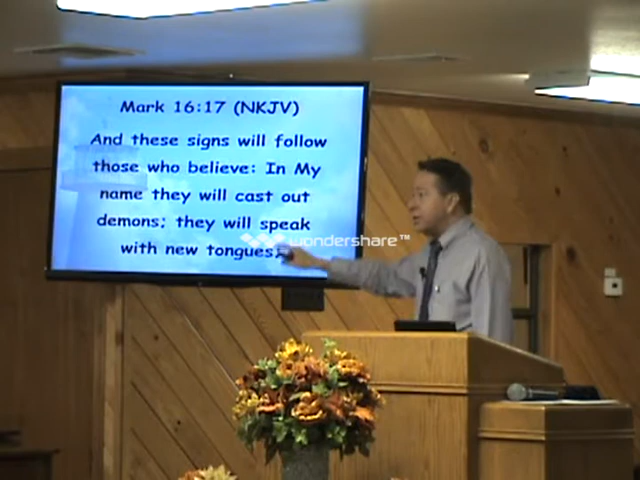 Mark 16:17 (NKJV)
And these signs will follow
those who believe: In My
name they will cast out
demons; they will speak
with new tongues;
wondershare™